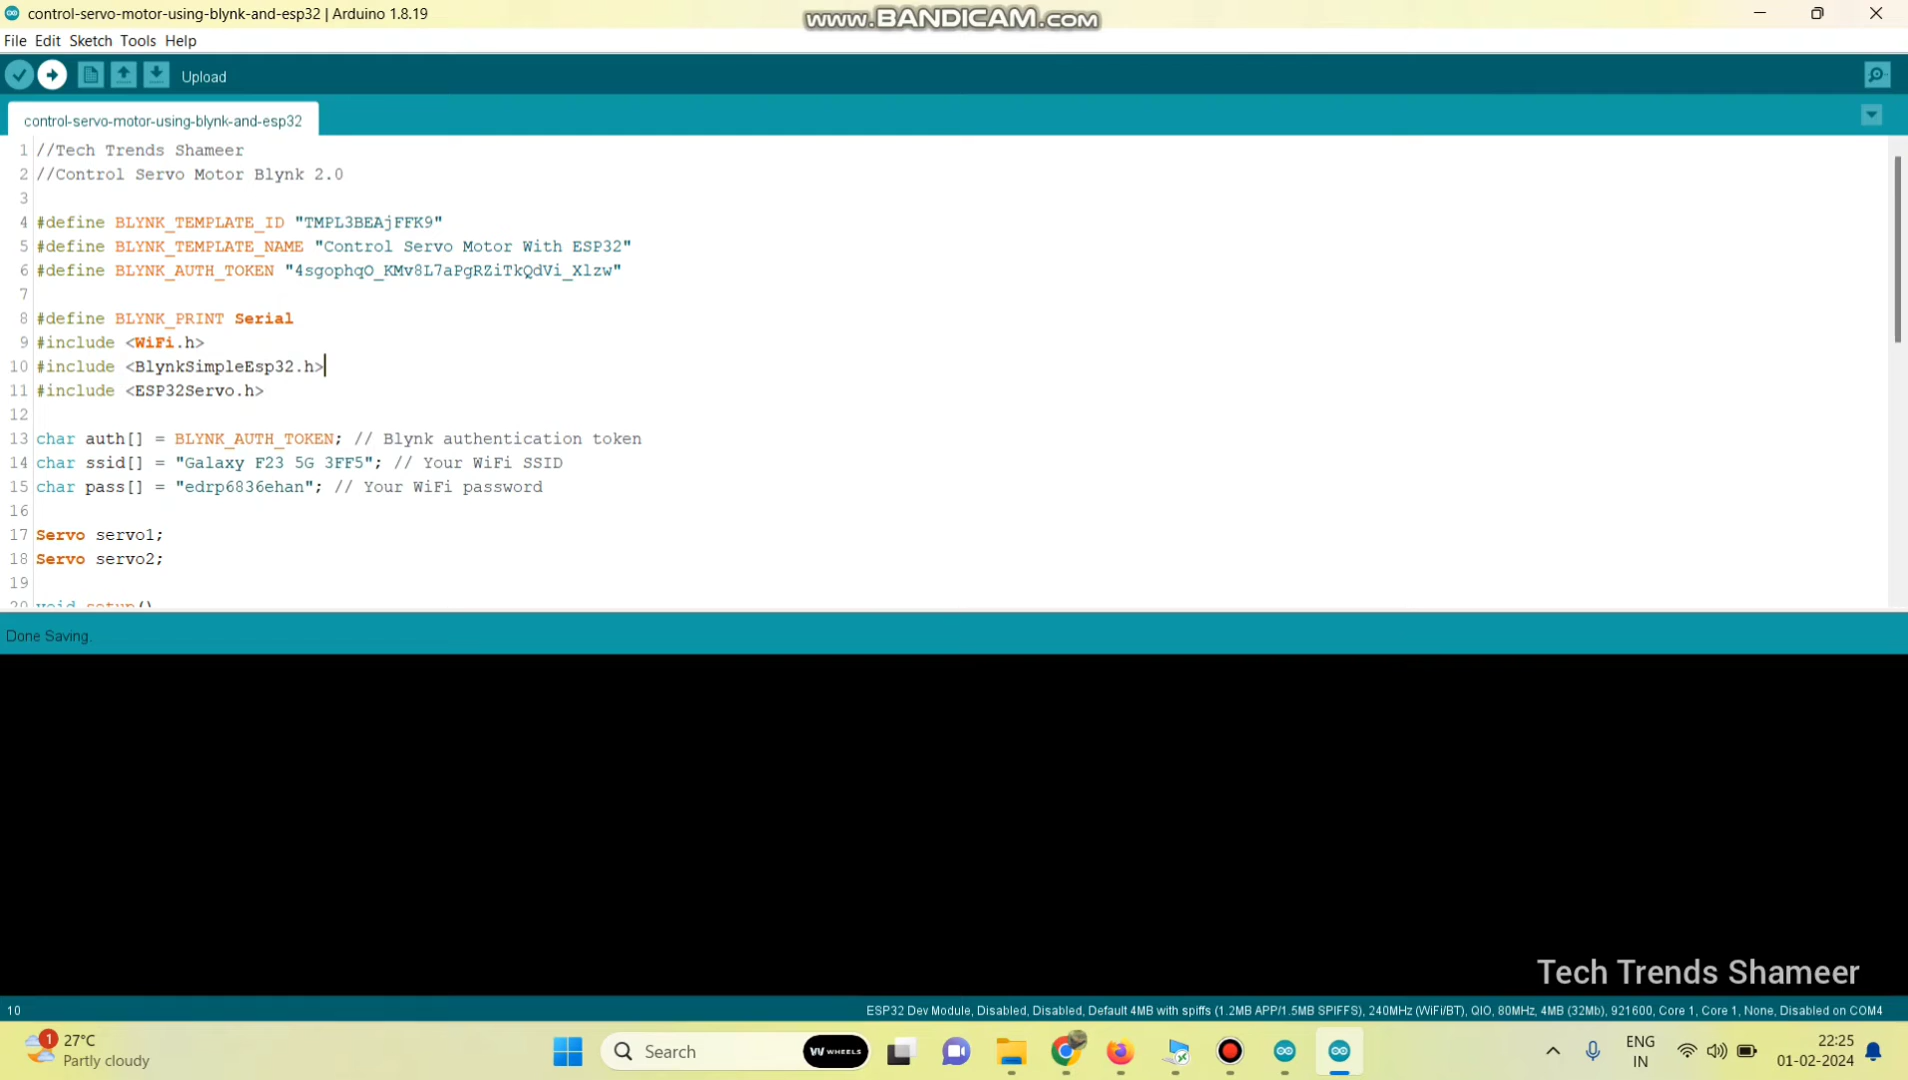 control-servo-motor-using-blynk-and-esp32 | Arduino 1.8.19
www.BANDICAM.com
File Edit Sketch Tools Help
Upload
control-servo-motor-using-blynk-and-esp32
1 //Tech Trends Shameer
2 //Control Servo Motor Blynk 2.0
3
4 #define BLYNK_TEMPLATE_ID "TMPL3BEAjFFK9"
5 #define BLYNK_TEMPLATE_NAME "Control Servo Motor With ESP32"
6 #define BLYNK_AUTH_TOKEN "4sgophqO_KMv8L7aPgRZiTkQdVi_Xlzw"
7
8 #define BLYNK_PRINT Serial
9 #include <WiFi.h>
10 #include <BlynkSimpleEsp32.h>
11 #include <ESP32Servo.h>
12
13 char auth[] = BLYNK_AUTH_TOKEN; // Blynk authentication token
14 char ssid[] = "Galaxy F23 5G 3FF5"; // Your WiFi SSID
15 char pass[] = "edrp6836ehan"; // Your WiFi password
16
17 Servo servo1;
18 Servo servo2;
19
20 void setup()
Done Saving.
Tech Trends Shameer
10
ESP32 Dev Module, Disabled, Disabled, Default 4MB with spiffs (1.2MB APP/1.5MB SPIFFS), 240MHz (WiFi/BT), QIO, 80MHz, 4MB (32Mb), 921600, Core 1, Core 1, None, Disabled on COM4
1
27°C
Partly cloudy
Search
WHEELS
ENG
IN
22:25
01-02-2024